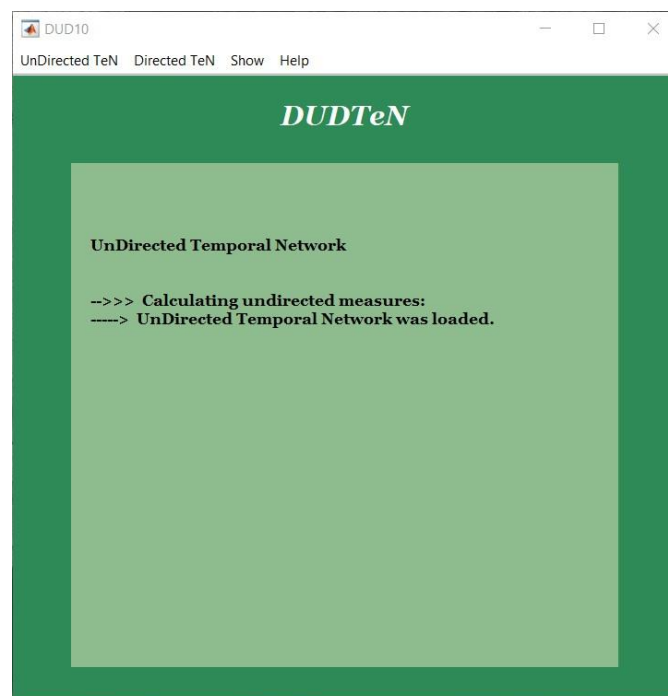 DUD10
UnDirected TeN Directed TeN Show Help
DUDTeN
UnDirected Temporal Network
-->>> Calculating undirected measures:
-----> UnDirected Temporal Network was loaded.